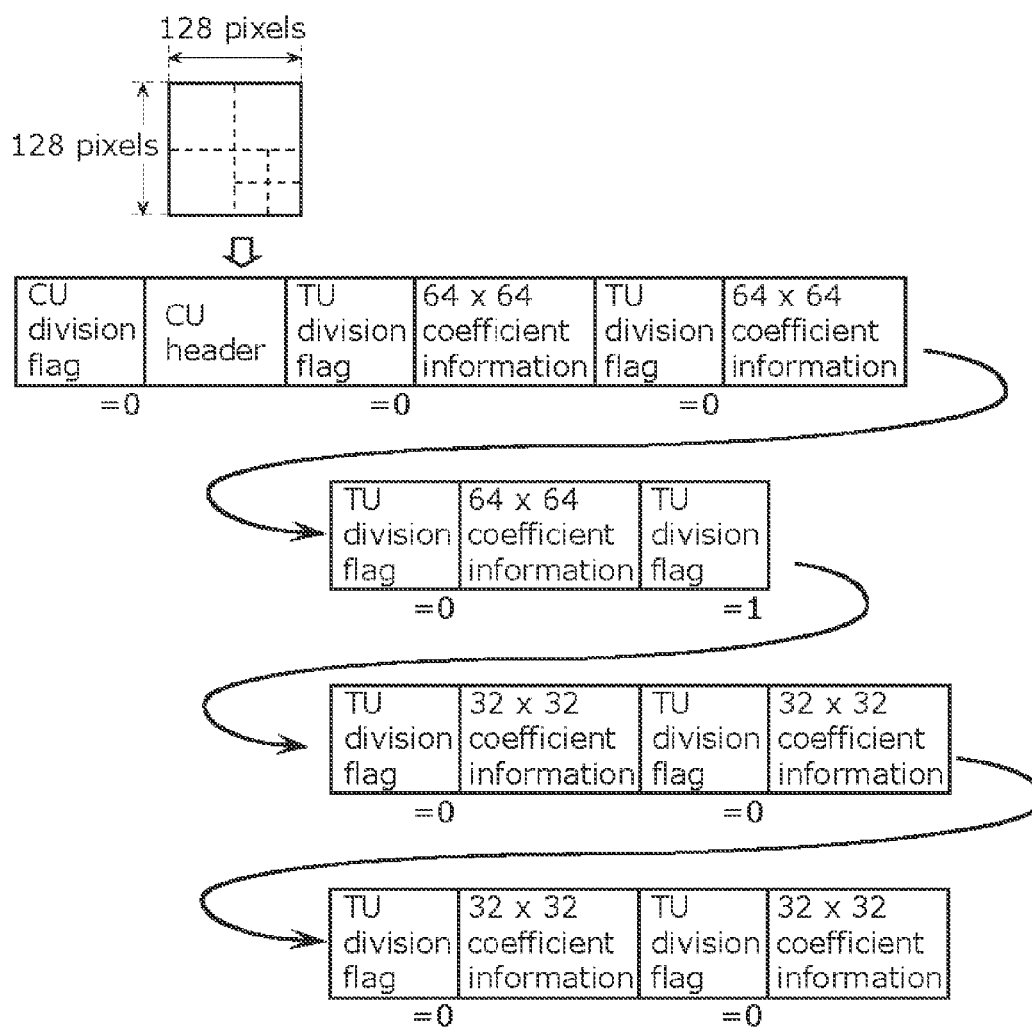 128 pixels
128 pixels
CU division flag
CU header
TU division flag
64 x 64 coefficient information
TU division flag
64 x 64 coefficient information
=0
=0
=0
TU division flag
64 x 64 coefficient information
TU division flag
=0
=1
TU division flag
32 x 32 coefficient information
TU division flag
32 x 32 coefficient information
=0
=0
TU division flag
32 x 32 coefficient information
TU division flag
32 x 32 coefficient information
=0
=0